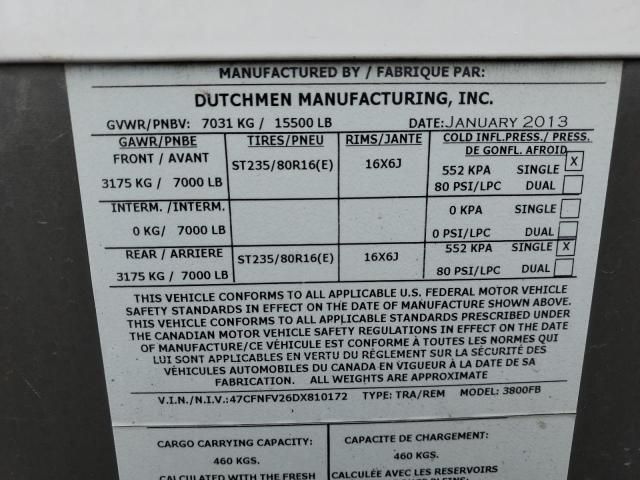 MANUFACTURED BY / FABRIQUE PAR:
DUTCHMEN MANUFACTURING, INC.
GVWR/PNBV: 7031 KG / 15500 LB DATE: JANUARY 2013
GAWR/PNBE TIRES/PNEU RIMS/JANTE COLD INFL.PRESS./ PRESS. DE GONFL. AFROID
FRONT / AVANT ST235/80R16(E) 16X6J 552 KPA SINGLE X
3175 KG / 7000 LB 80 PSI/LPC DUAL
INTERM. /INTERM. 0 KPA SINGLE
0 KG/ 7000 LB 0 PSI/LPC DUAL
REAR / ARRIERE ST235/80R16(E) 16X6J 552 KPA SINGLE X
3175 KG / 7000 LB 80 PSI/LPC DUAL
THIS VEHICLE CONFORMS TO ALL APPLICABLE U.S. FEDERAL MOTOR VEHICLE
SAFETY STANDARDS IN EFFECT ON THE DATE OF MANUFACTURE SHOWN ABOVE.
THIS VEHICLE CONFORMS TO ALL APPLICABLE STANDARDS PRESCRIBED UNDER
THE CANADIAN MOTOR VEHICLE SAFETY REGULATIONS IN EFFECT ON THE DATE
OF MANUFACTURE/CE VÉHICULE EST CONFORME À TOUTES LES NORMES QUI
LUI SONT APPLICABLES EN VERTU DU RÈGLEMENT SUR LA SÉCURITÉ DES
VÉHICULES AUTOMOBILES DU CANADA EN VIGUEUR À LA DATE DE SA
FABRICATION. ALL WEIGHTS ARE APPROXIMATE
V.I.N./N.I.V.:47CFNFV26DX810172 TYPE: TRA/REM MODEL: 3800FB
CARGO CARRYING CAPACITY: CAPACITE DE CHARGEMENT:
460 KGS. 460 KGS.
CALCULATED WITH THE FRESH CALCULÉE AVEC LES RESERVOIRS